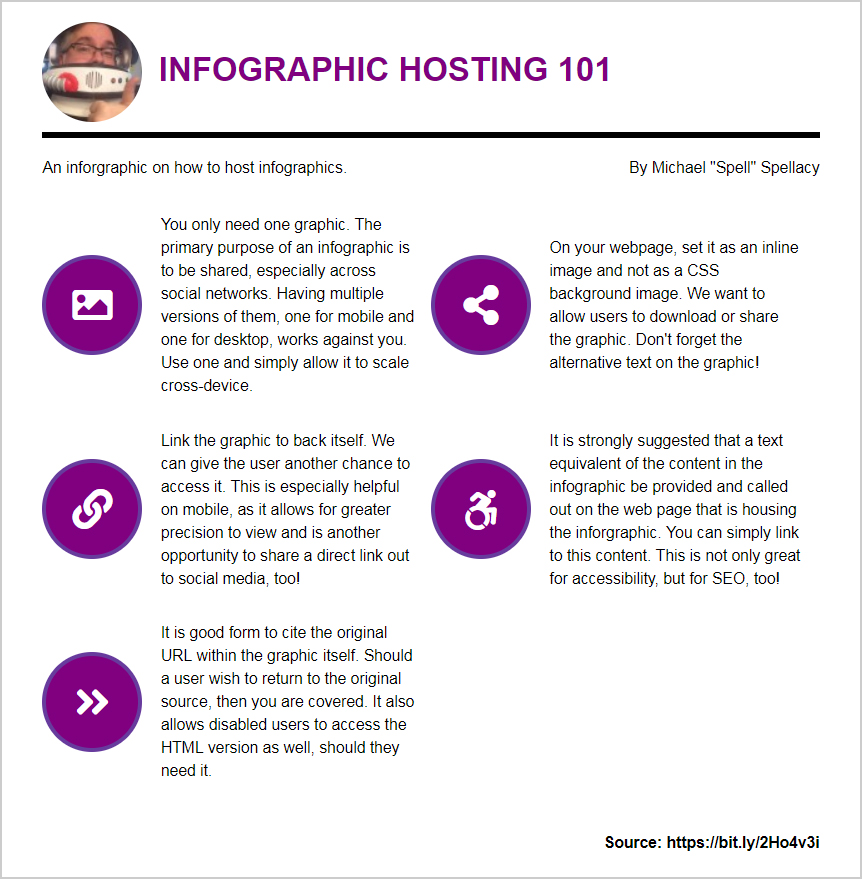 INFOGRAPHIC HOSTING 101
An inforgraphic on how to host infographics.
By Michael "Spell" Spellacy
You only need one graphic. The
primary purpose of an infographic is
to be shared, especially across
social networks. Having multiple
versions of them, one for mobile and
one for desktop, works against you.
Use one and simply allow it to scale
cross-device.
On your webpage, set it as an inline
image and not as a CSS
background image. We want to
allow users to download or share
the graphic. Don't forget the
alternative text on the graphic!
Link the graphic to back itself. We
can give the user another chance to
access it. This is especially helpful
on mobile, as it allows for greater
precision to view and is another
opportunity to share a direct link out
to social media, too!
It is strongly suggested that a text
equivalent of the content in the
infographic be provided and called
out on the web page that is housing
the inforgraphic. You can simply link
to this content. This is not only great
for accessibility, but for SEO, too!
It is good form to cite the original
URL within the graphic itself. Should
a user wish to return to the original
source, then you are covered. It also
allows disabled users to access the
HTML version as well, should they
need it.
Source: https://bit.ly/2Ho4v3i